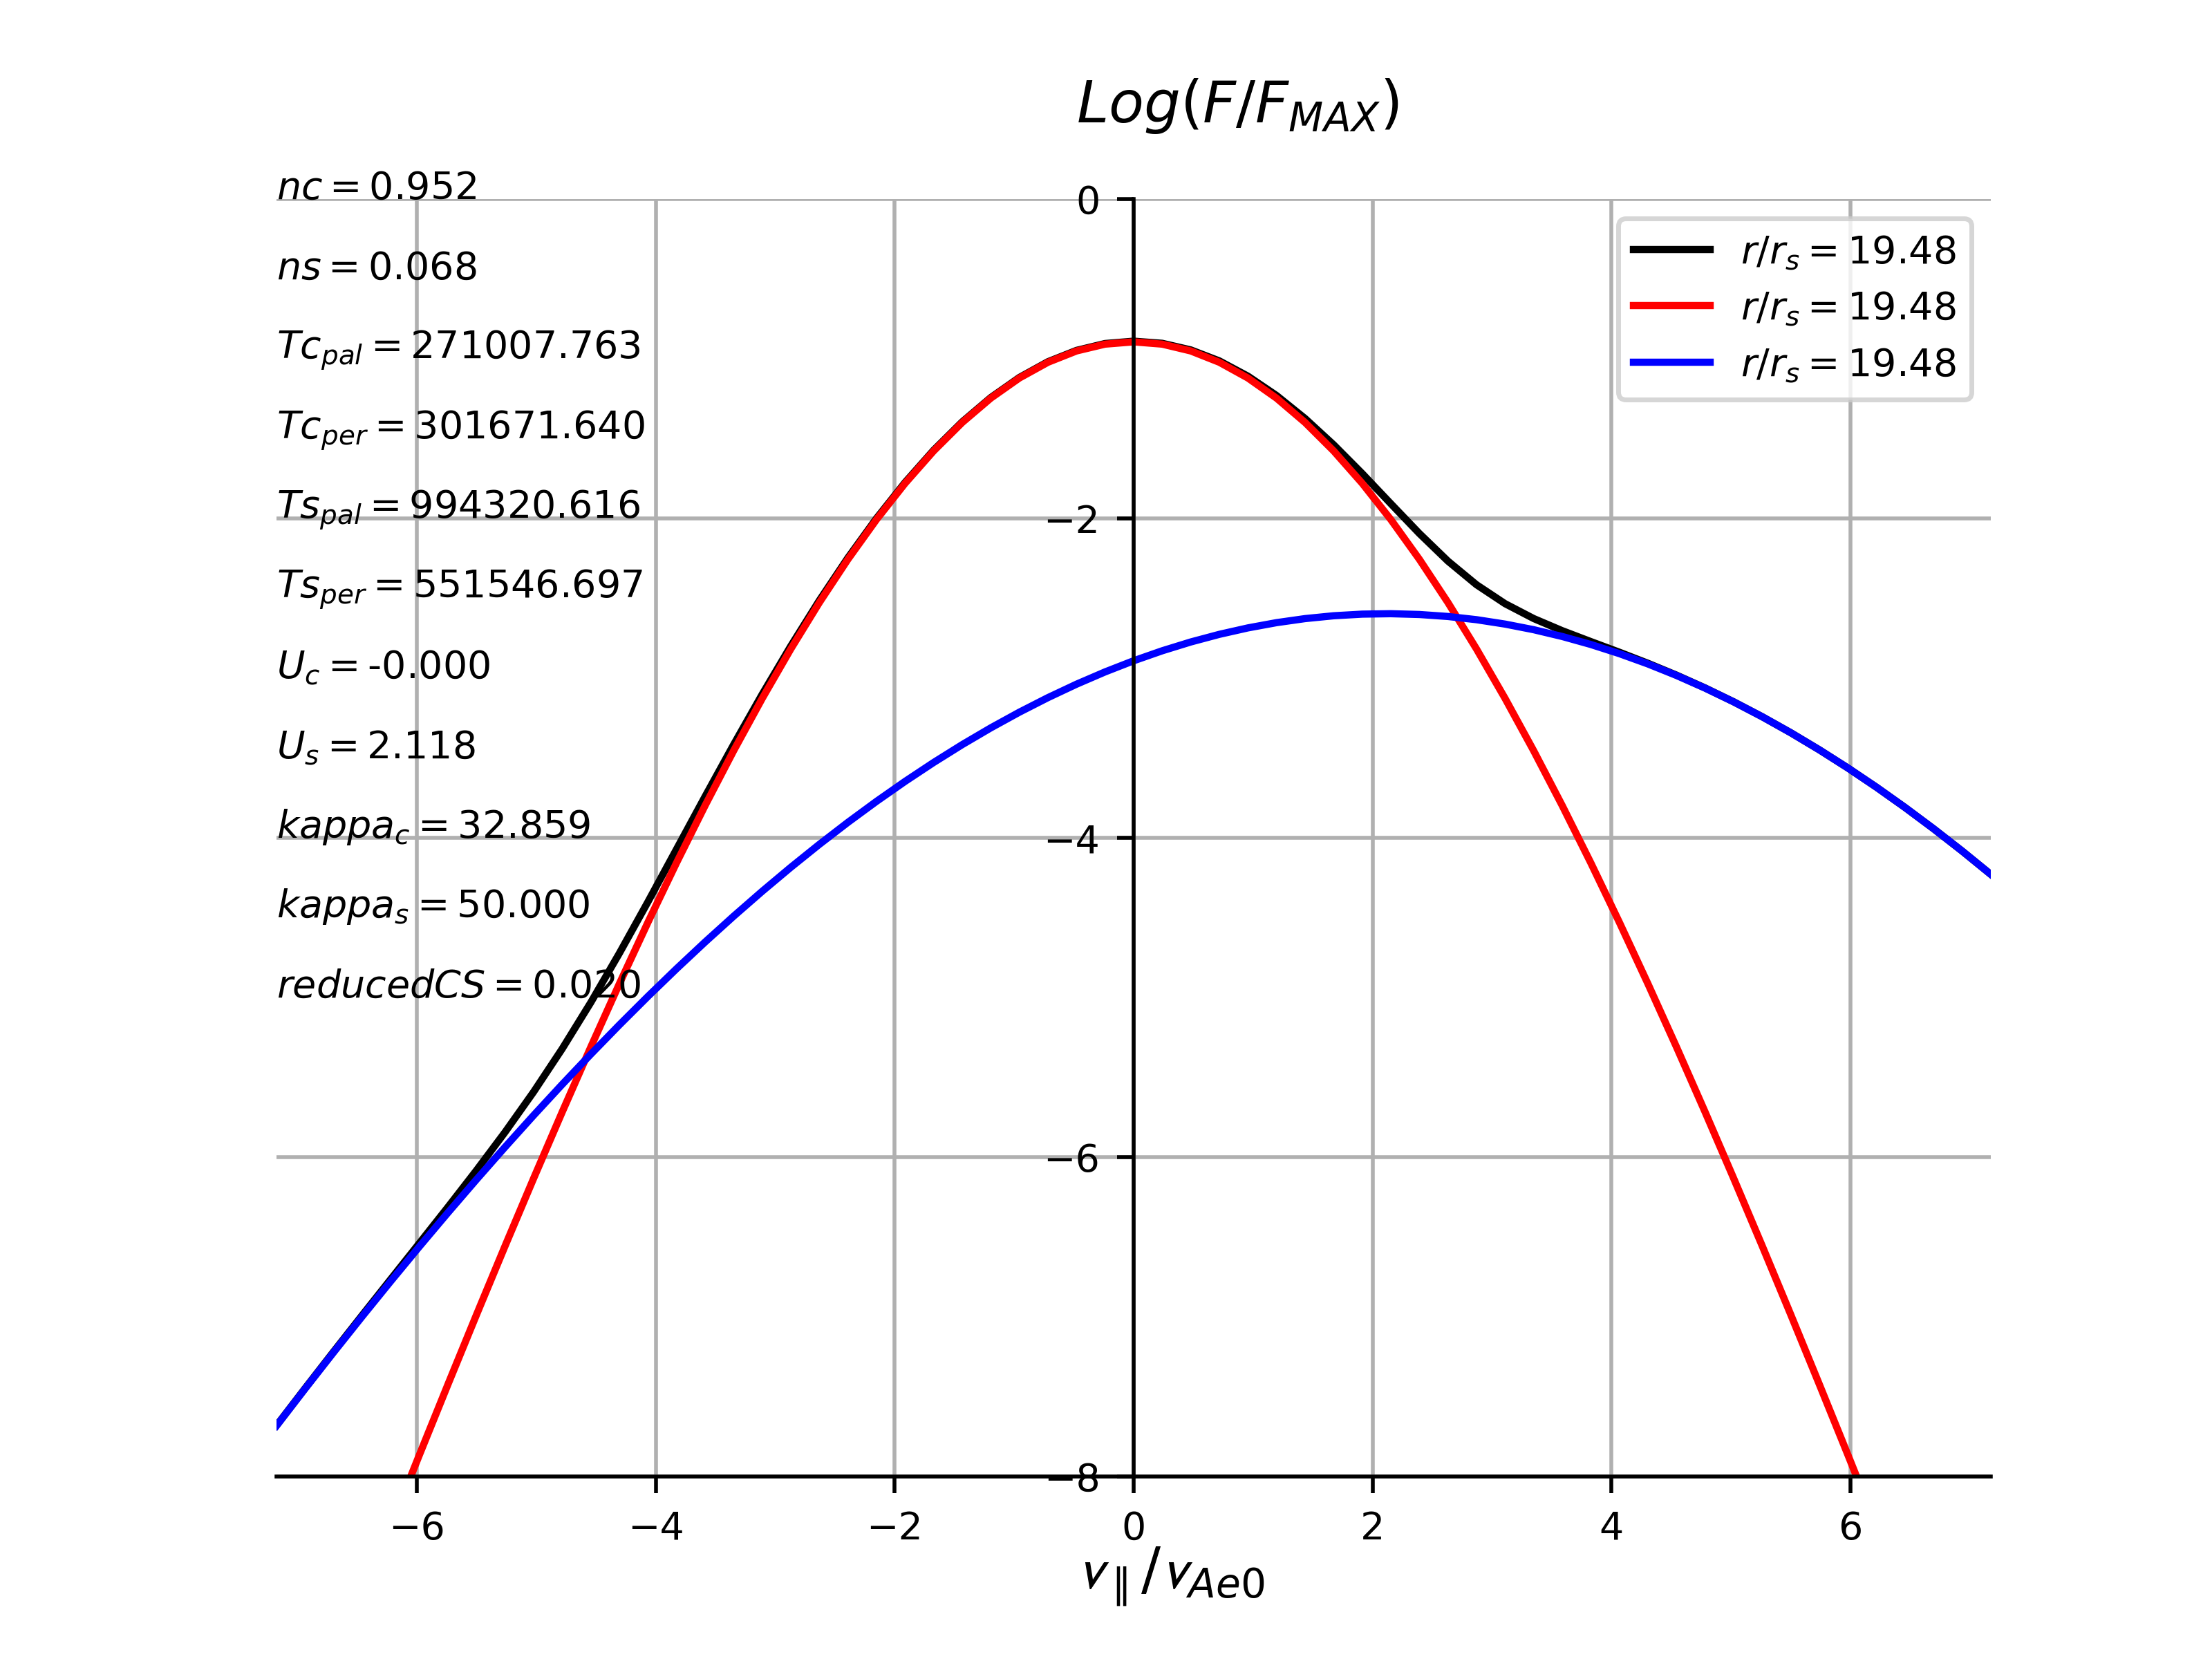 Log(F/F_MAX)
nc = 0.952
ns = 0.068
Tc_pal = 271007.763
Tc_per = 301671.640
Ts_pal = 994320.616
Ts_per = 551546.697
U_c = -0.000
U_s = 2.118
kappa_c = 32.859
kappa_s = 50.000
reducedCS = 0.020
0
−2
−4
−6
−8
r/r_s = 19.48
r/r_s = 19.48
r/r_s = 19.48
−6 −4 −2 0 2 4 6
v_∥/v_Ae0